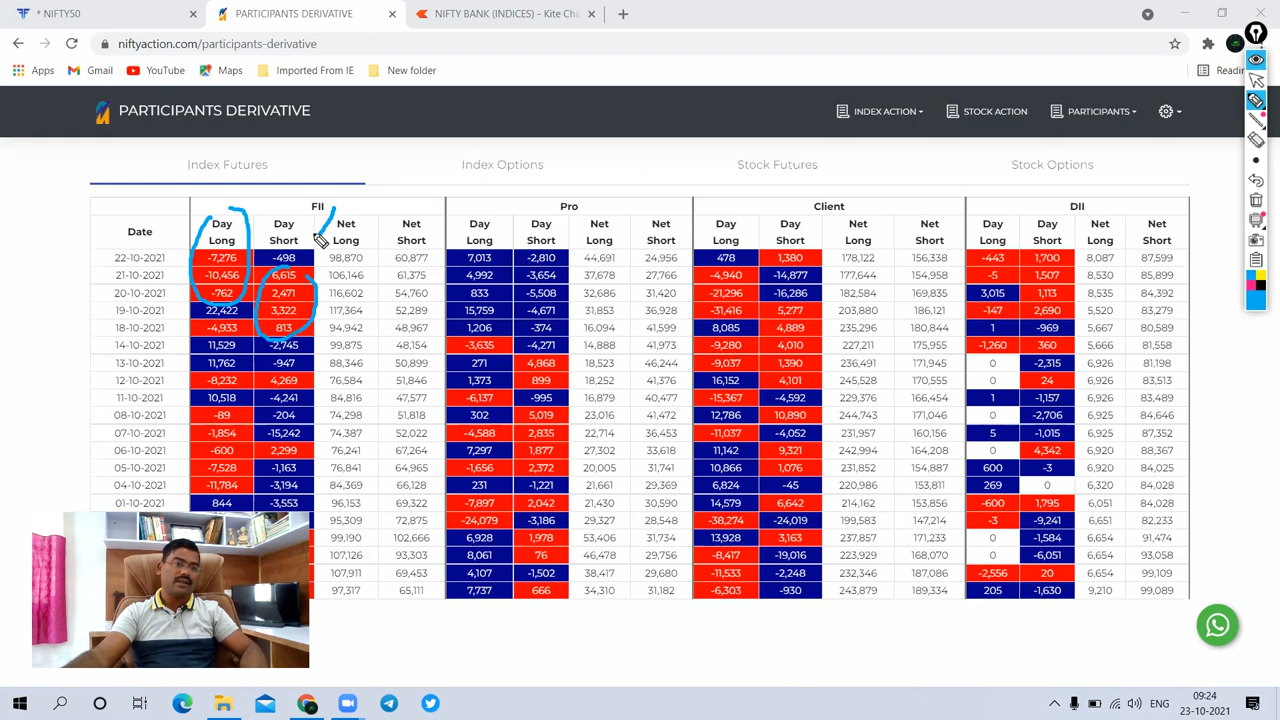 * NIFTY50
PARTICIPANTS DERIVATIVE
NIFTY BANK (INDICES) - Kite Cha
niftyaction.com/participants-derivative
Apps Gmail YouTube Maps Imported From IE New folder Readin
PARTICIPANTS DERIVATIVE INDEX ACTION STOCK ACTION PARTICIPANTS
Index Futures Index Options Stock Futures Stock Options
FII Pro Client DII
Date Day Long Day Short Net Long Net Short Day Long Day Short Net Long Net Short Day Long Day Short Net Long Net Short Day Long Day Short Net Long Net Short
22-10-2021 -7,276 -498 98,870 60,877 7,013 -2,810 44,691 24,956 478 1,380 178,122 156,338 -443 1,700 8,087 87,599
21-10-2021 -10,456 6,615 106,146 61,375 4,992 -3,654 37,678 27,766 -4,940 -14,877 177,644 154,958 -5 1,507 8,530 85,899
20-10-2021 -762 2,471 116,602 54,760 833 -5,508 32,686 31,420 -21,296 -16,286 182,584 169,835 3,015 1,113 8,535 84,392
19-10-2021 22,422 3,322 117,364 52,289 15,759 -4,671 31,853 36,928 -31,416 5,277 203,880 186,121 -147 2,690 5,520 83,279
18-10-2021 -4,933 813 94,942 48,967 1,206 -374 16,094 41,599 8,085 4,889 235,296 180,844 1 -969 5,667 80,589
14-10-2021 11,529 -2,745 99,875 48,154 -3,635 -4,271 14,888 41,973 -9,280 4,010 227,211 175,955 -1,260 360 5,666 81,558
13-10-2021 11,762 -947 88,346 50,899 271 4,868 18,523 46,244 -9,037 1,390 236,491 171,945 0 -2,315 6,926 81,198
12-10-2021 -8,232 4,269 76,584 51,846 1,373 899 18,252 41,376 16,152 4,101 245,528 170,555 0 24 6,926 83,513
11-10-2021 10,518 -4,241 84,816 47,577 -6,137 -995 16,879 40,477 -15,367 -4,592 229,376 166,454 1 -1,157 6,926 83,489
08-10-2021 -89 -204 74,298 51,818 302 5,019 23,016 41,472 12,786 10,890 244,743 171,046 0 -2,706 6,925 84,646
07-10-2021 -1,854 -15,242 74,387 52,022 -4,588 2,835 22,714 36,453 -11,037 -4,052 231,957 160,156 5 -1,015 6,925 87,352
06-10-2021 -600 2,299 76,241 67,264 7,297 1,877 27,302 33,618 11,142 9,321 242,994 164,208 0 4,342 6,920 88,367
05-10-2021 -7,528 -1,163 76,841 64,965 -1,656 2,372 20,005 31,741 10,866 1,076 231,852 154,887 600 -3 6,920 84,025
04-10-2021 -11,784 -3,194 84,369 66,128 231 -1,221 21,661 29,369 6,824 -45 220,986 153,811 269 0 6,320 84,028
01-10-2021 844 -3,553 96,153 69,322 -7,897 2,042 21,430 30,590 14,579 6,642 214,162 153,856 -600 1,795 6,051 84,028
95,309 72,875 -24,079 -3,186 29,327 28,548 -38,274 -24,019 199,583 147,214 -3 -9,241 6,651 82,233
99,190 102,666 6,928 1,978 53,406 31,734 13,928 3,163 237,857 171,233 0 -1,584 6,654 91,474
107,126 93,303 8,061 76 46,478 29,756 -8,417 -19,016 223,929 168,070 0 -6,051 6,654 93,058
107,911 69,453 4,107 -1,502 38,417 29,680 -11,533 -2,248 232,346 187,086 -2,556 20 6,654 99,109
97,317 65,111 7,737 666 34,310 31,182 -6,303 -930 243,879 189,334 205 -1,630 9,210 99,089
ENG 09:24
23-10-2021